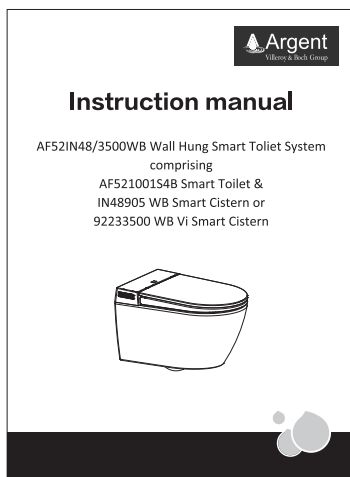 Argent
Villeroy & Boch Group
Instruction manual
AF52IN48/3500WB Wall Hung Smart Toliet System
comprising
AF521001S4B Smart Toilet &
IN48905 WB Smart Cistern or
92233500 WB Vi Smart Cistern